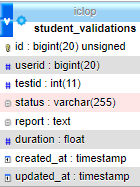 iclop
student_validations
id : bigint(20) unsigned
userid : bigint(20)
testid : int(11)
status : varchar(255)
report : text
duration : float
created_at : timestamp
updated_at : timestamp